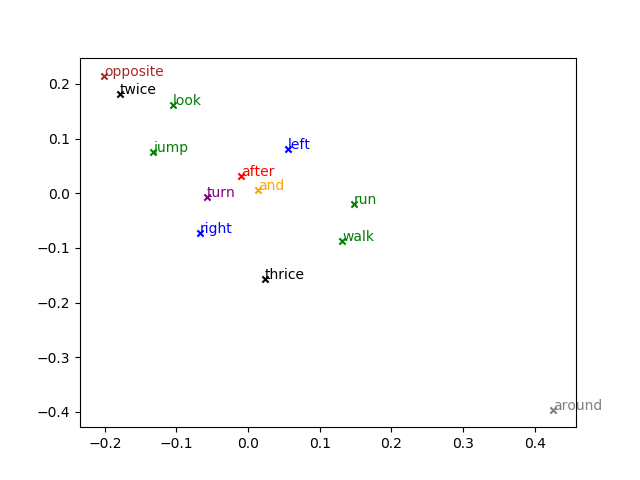 opposite
twice
look
jump
left
after
and
turn
run
right
walk
thrice
around
0.2
0.1
0.0
−0.1
−0.2
−0.3
−0.4
−0.2
−0.1
0.0
0.1
0.2
0.3
0.4